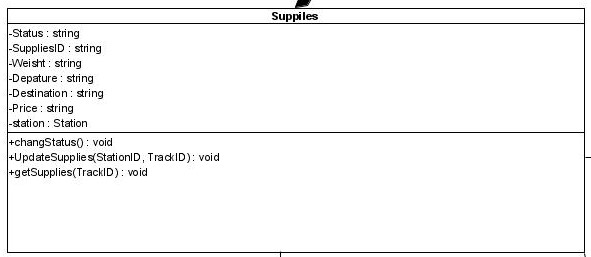 Suppiles
-Status : string
-SuppliesID : string
-Weisht : string
-Depature : string
-Destination : string
-Price : string
-station : Station
+changStatus() : void
+UpdateSupplies(StationID, TrackID) : void
+getSupplies(TrackID) : void